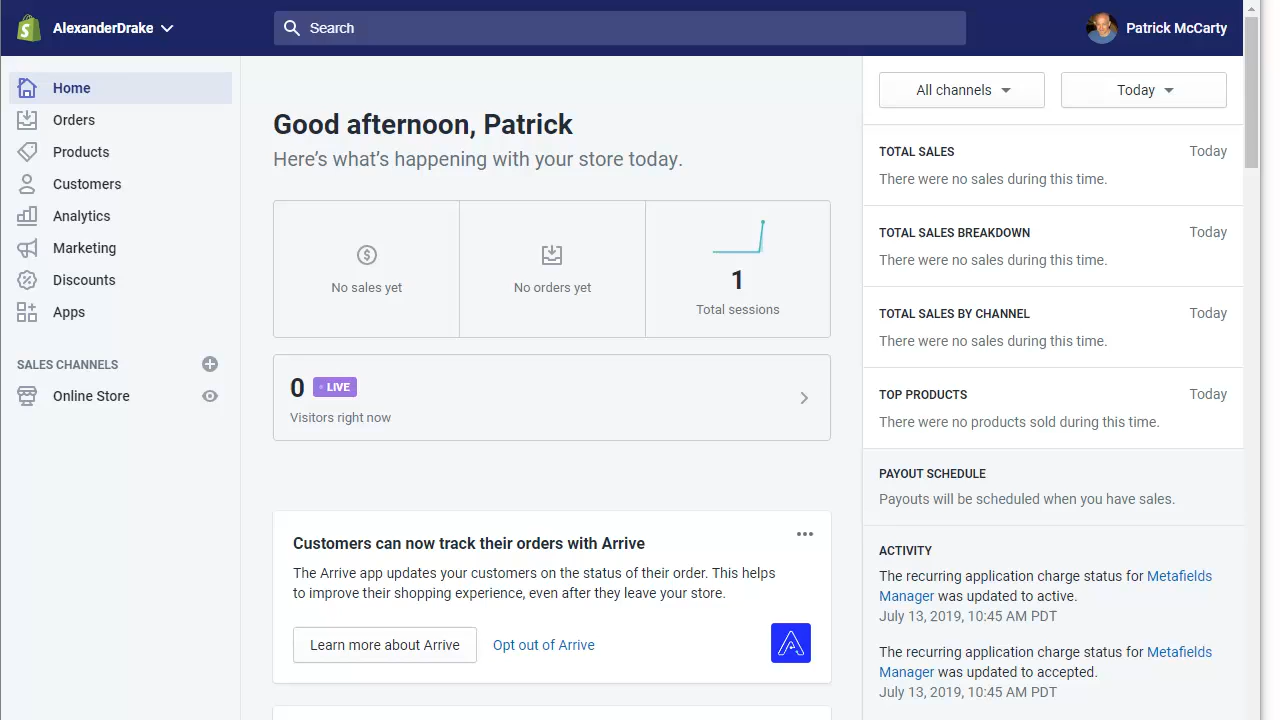 AlexanderDrake
Search
Patrick McCarty
Home
Orders
Products
Customers
Analytics
Marketing
Discounts
Apps
SALES CHANNELS
Online Store
Good afternoon, Patrick
Here's what's happening with your store today.
No sales yet
No orders yet
1
Total sessions
0 LIVE
Visitors right now
Customers can now track their orders with Arrive
The Arrive app updates your customers on the status of their order. This helps
to improve their shopping experience, even after they leave your store.
Learn more about Arrive
Opt out of Arrive
All channels
Today
TOTAL SALES Today
There were no sales during this time.
TOTAL SALES BREAKDOWN Today
There were no sales during this time.
TOTAL SALES BY CHANNEL Today
There were no sales during this time.
TOP PRODUCTS Today
There were no products sold during this time.
PAYOUT SCHEDULE
Payouts will be scheduled when you have sales.
ACTIVITY
The recurring application charge status for Metafields
Manager was updated to active.
July 13, 2019, 10:45 AM PDT
The recurring application charge status for Metafields
Manager was updated to accepted.
July 13, 2019, 10:45 AM PDT